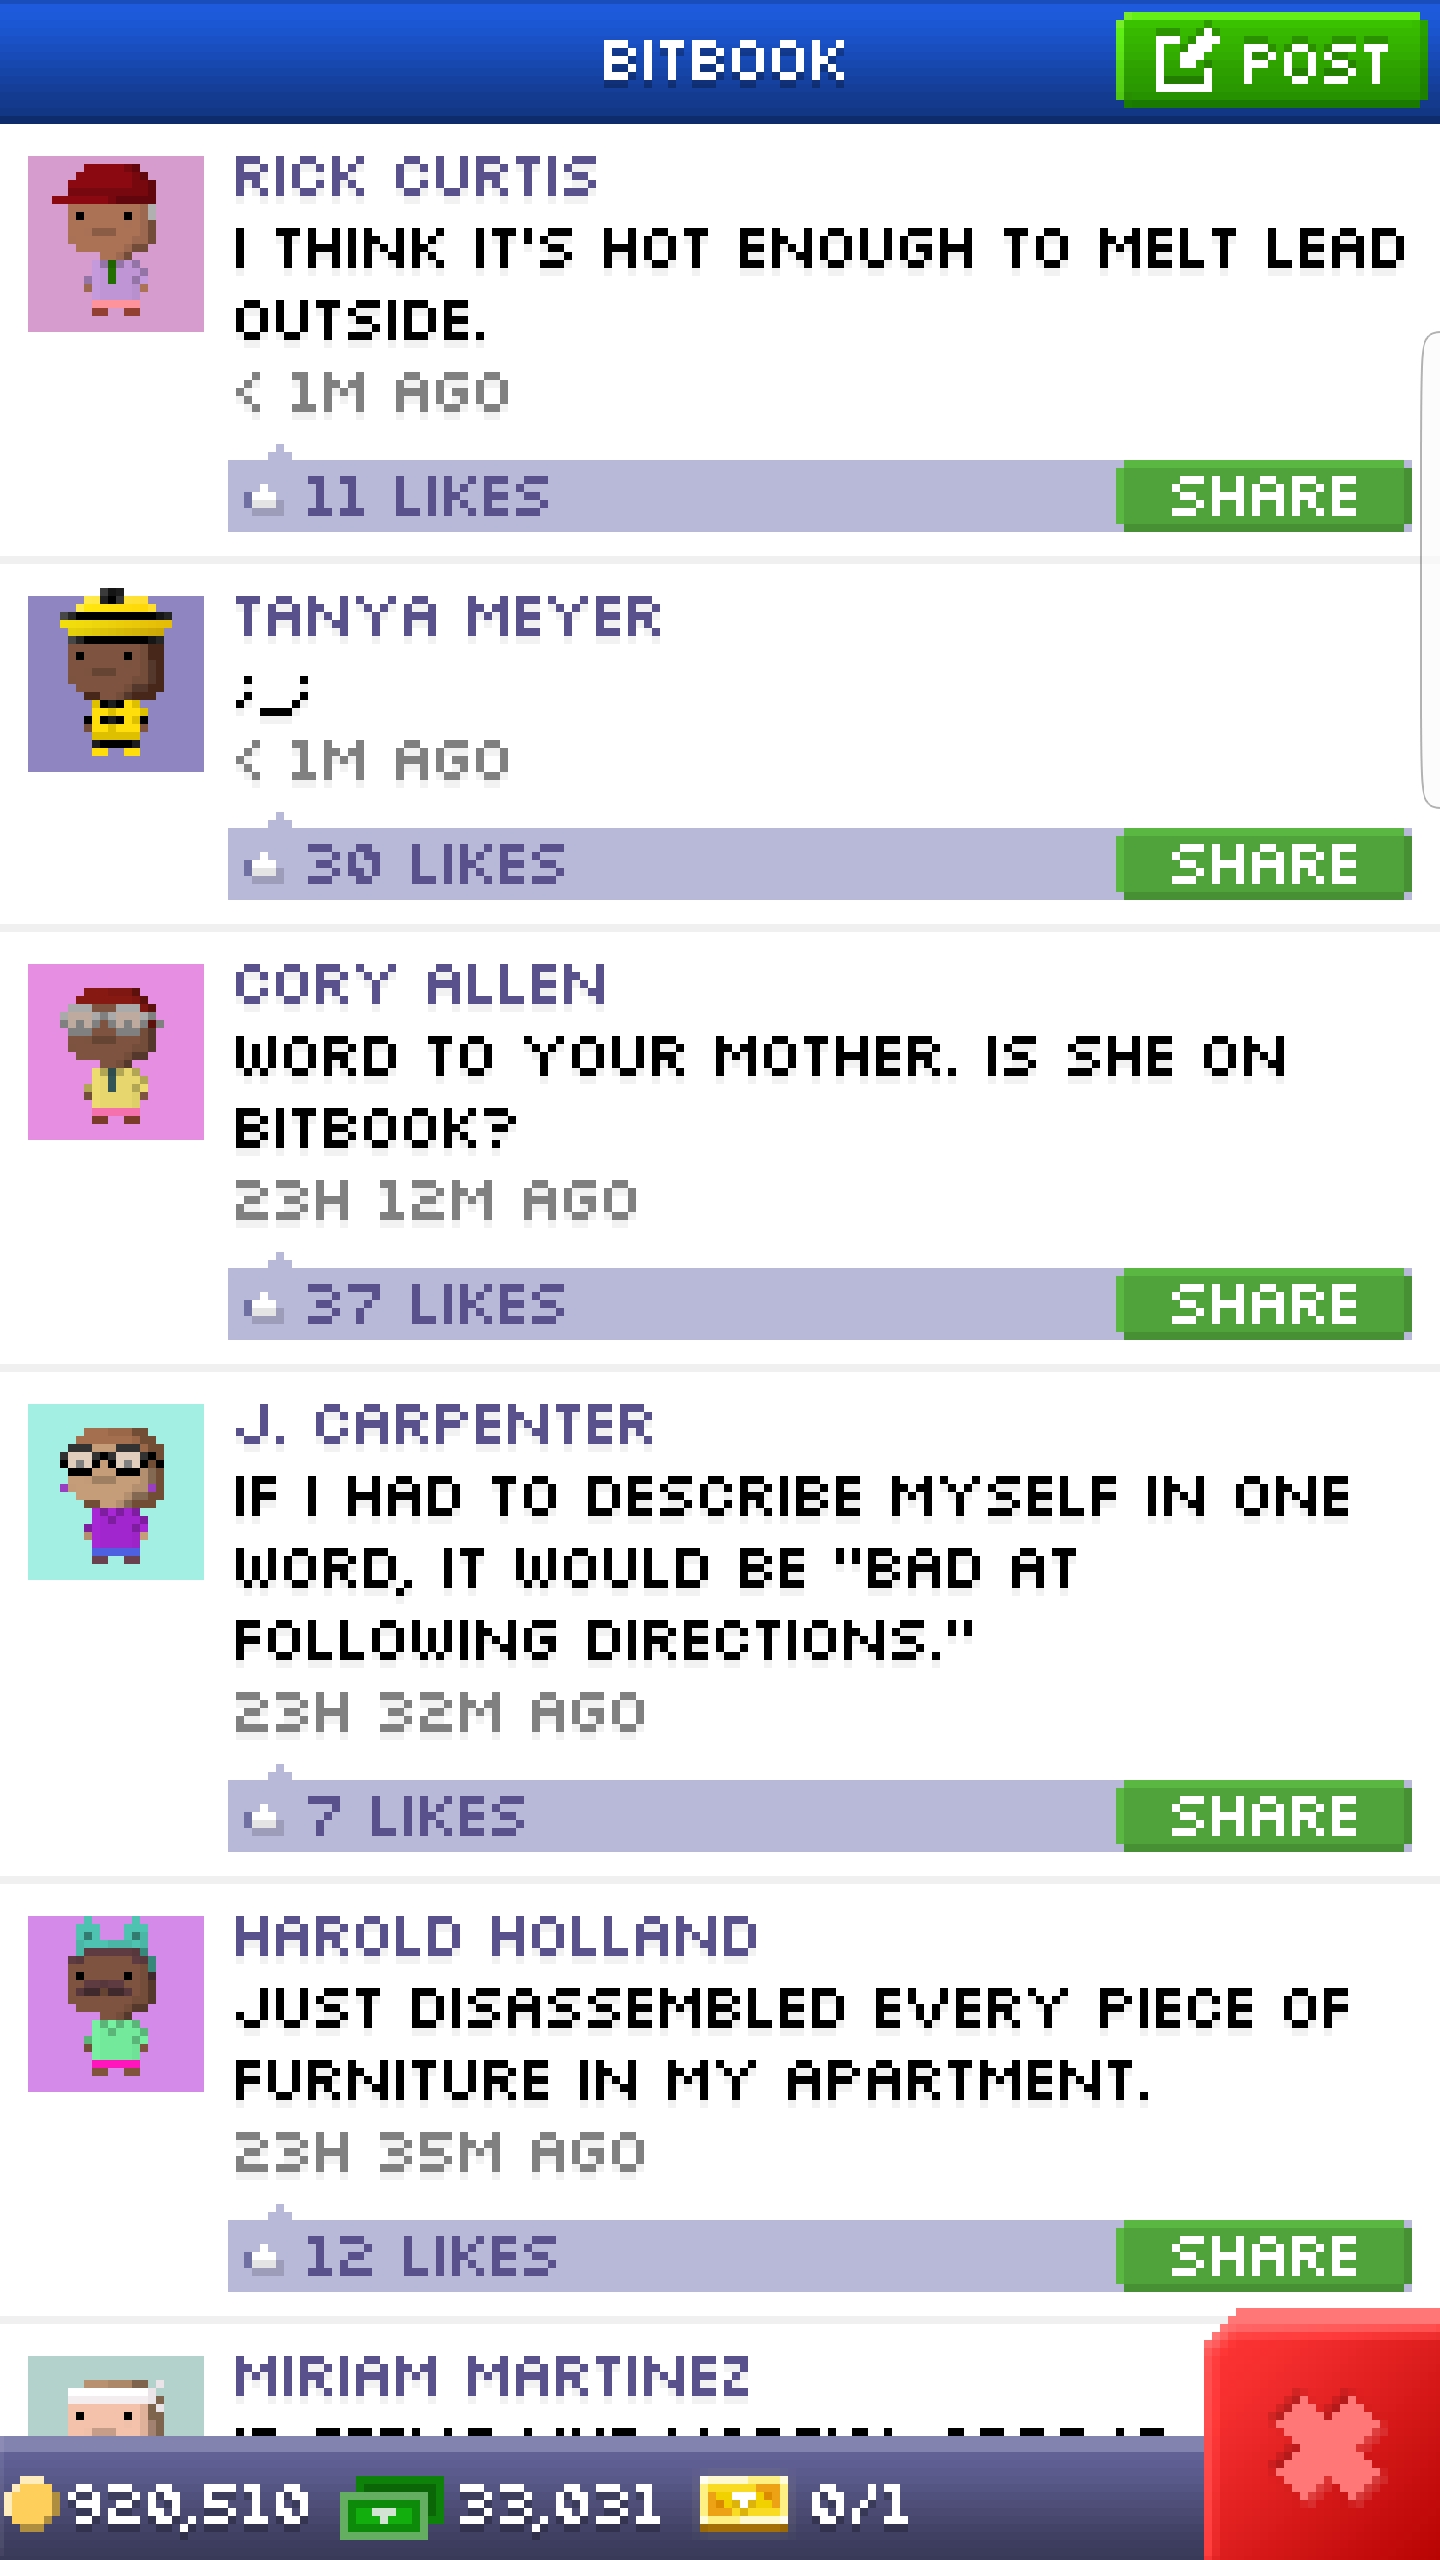 BITBOOK
POST
RICK CURTIS
I THINK IT'S HOT ENOUGH TO MELT LEAD
OUTSIDE.
< 1M AGO
11 LIKES
SHARE
TANYA MEYER
;_;
< 1M AGO
30 LIKES
SHARE
CORY ALLEN
WORD TO YOUR MOTHER. IS SHE ON
BITBOOK?
23H 12M AGO
37 LIKES
SHARE
J. CARPENTER
IF I HAD TO DESCRIBE MYSELF IN ONE
WORD, IT WOULD BE "BAD AT
FOLLOWING DIRECTIONS."
23H 32M AGO
7 LIKES
SHARE
HAROLD HOLLAND
JUST DISASSEMBLED EVERY PIECE OF
FURNITURE IN MY APARTMENT.
23H 35M AGO
12 LIKES
SHARE
MIRIAM MARTINEZ
920,510 33,031 0/1